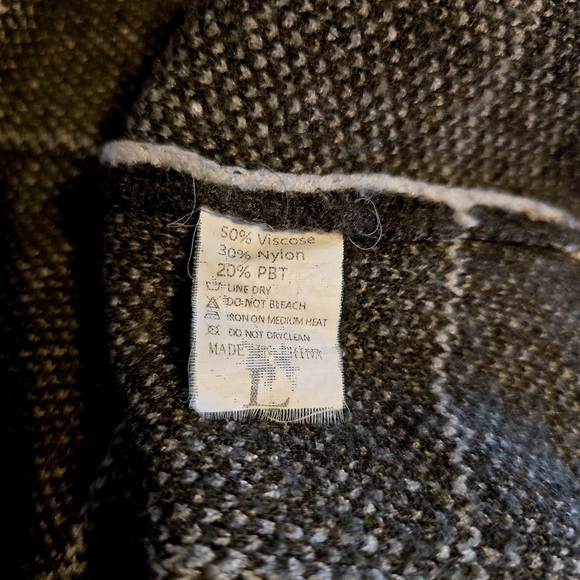 50% Viscose
30% Nylon
20% PBT
LINE DRY
DO NOT BLEACH
IRON ON MEDIUM HEAT
DO NOT DRYCLEAN
MADE IN CHINA
L